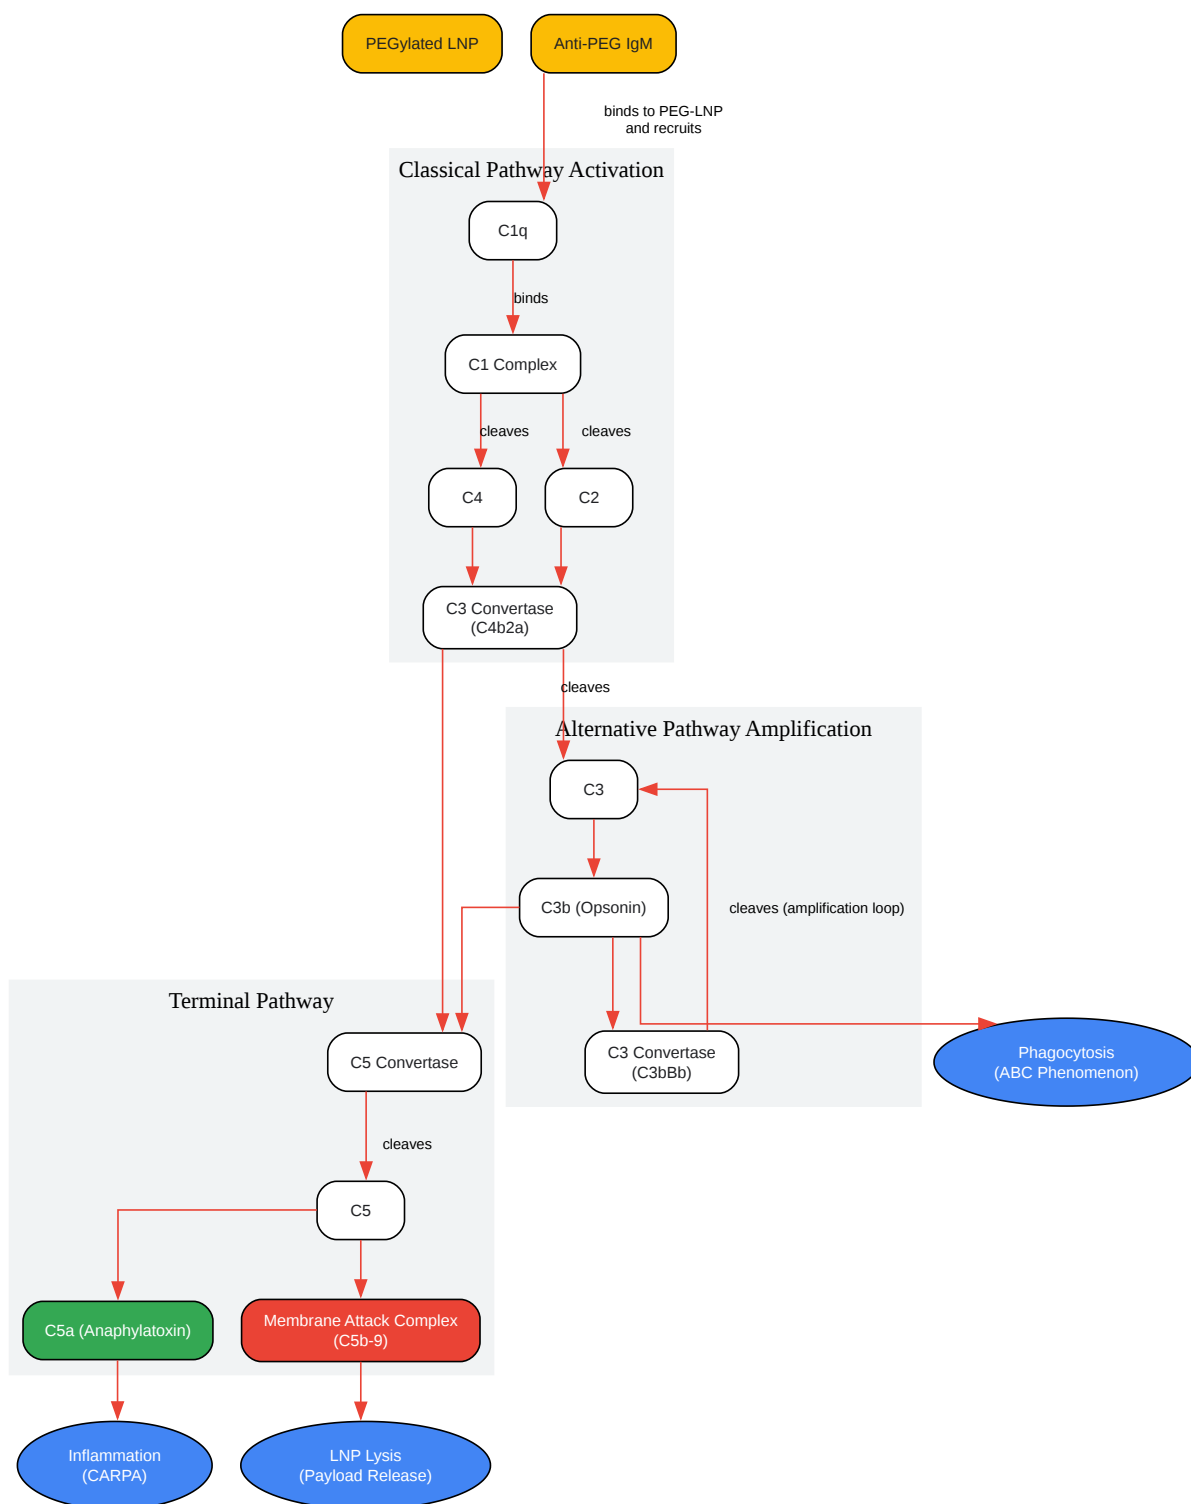 PEGylated LNP
Anti-PEG IgM
binds to PEG-LNP
and recruits
Classical Pathway Activation
C1q
binds
C1 Complex
cleaves
cleaves
C4
C2
C3 Convertase
(C4b2a)
cleaves
Alternative Pathway Amplification
C3
C3b (Opsonin)
cleaves (amplification loop)
Terminal Pathway
C5 Convertase
C3 Convertase
(C3bBb)
Phagocytosis
(ABC Phenomenon)
cleaves
C5
C5a (Anaphylatoxin)
Membrane Attack Complex
(C5b-9)
Inflammation
(CARPA)
LNP Lysis
(Payload Release)